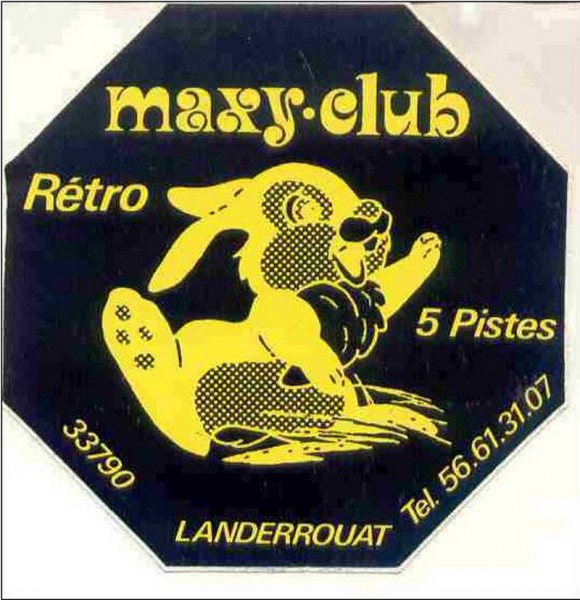 maxy·club
Rétro
5 Pistes
33790
LANDERROUAT
Tel. 56.61.31.07